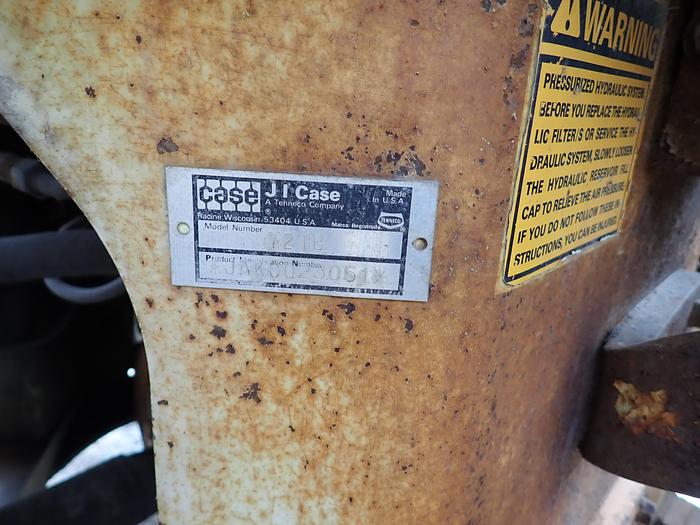 case
J I Case
A Tenneco Company
Made
In U.S.A.
®
Racine, Wisconsin 53404 U.S.A.
Marca Registrada
TENNECO
Model Number
Product Identification Number
WARNING
PRESSURIZED HYDRAULIC SYSTEM.
BEFORE YOU REPLACE THE HYDRAU-
LIC FILTER/S OR SERVICE THE HY-
DRAULIC SYSTEM, SLOWLY LOOSEN
THE HYDRAULIC RESERVOIR FILL
CAP TO RELIEVE THE AIR PRESSURE.
IF YOU DO NOT FOLLOW THESE IN-
STRUCTIONS, YOU CAN BE INJURED.